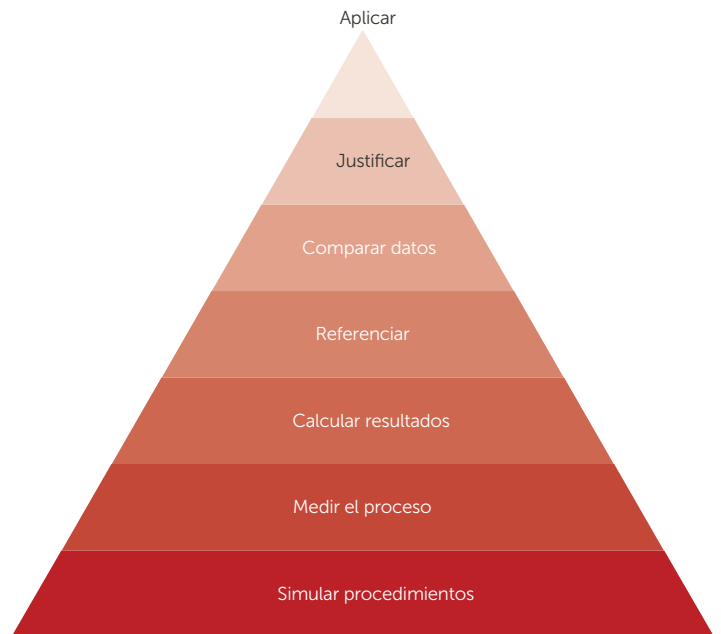 Aplicar
Justificar
Comparar datos
Referenciar
Calcular resultados
Medir el proceso
Simular procedimientos